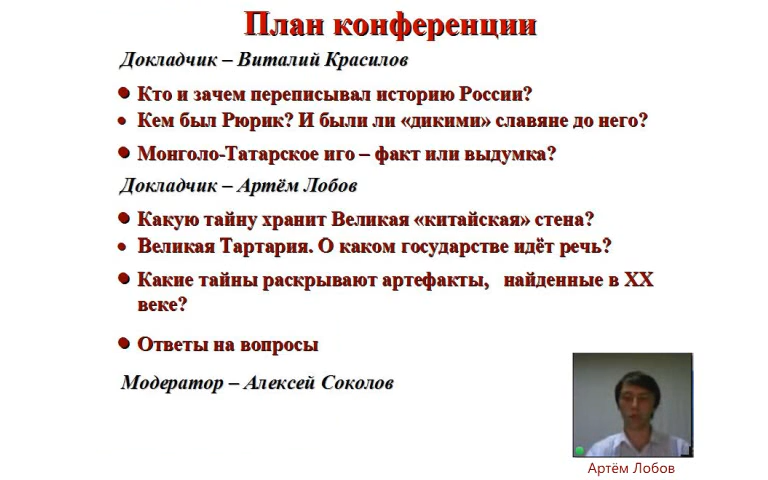 План конференции
Докладчик – Виталий Красилов
Кто и зачем переписывал историю России?
Кем был Рюрик? И были ли «дикими» славяне до него?
Монголо-Татарское иго – факт или выдумка?
Докладчик – Артём Лобов
Какую тайну хранит Великая «китайская» стена?
Великая Тартария. О каком государстве идёт речь?
Какие тайны раскрывают артефакты, найденные в XX
веке?
Ответы на вопросы
Модератор – Алексей Соколов
Артём Лобов